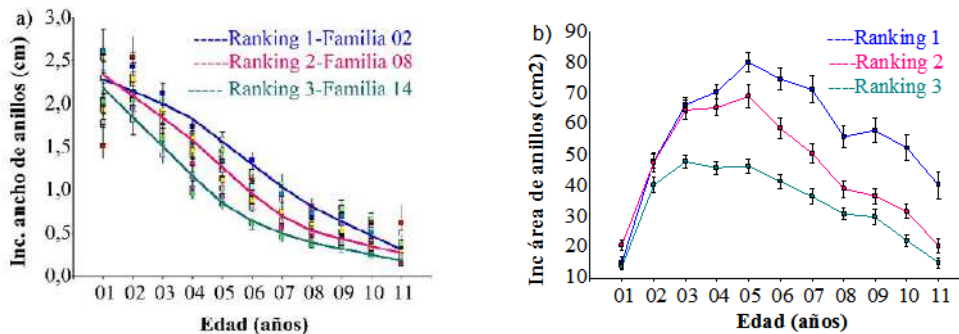 a)
Inc. ancho de anillos (cm)
3,0
2,5
2,0
1,5
1,0
0,5
0,0
Ranking 1-Familia 02
Ranking 2-Familia 08
Ranking 3-Familia 14
01 02 03 04 05 06 07 08 09 10 11
Edad (años)
b)
Inc área de anillos (cm2)
90
80
70
60
50
40
30
20
10
Ranking 1
Ranking 2
Ranking 3
01 02 03 04 05 06 07 08 09 10 11
Edad (años)